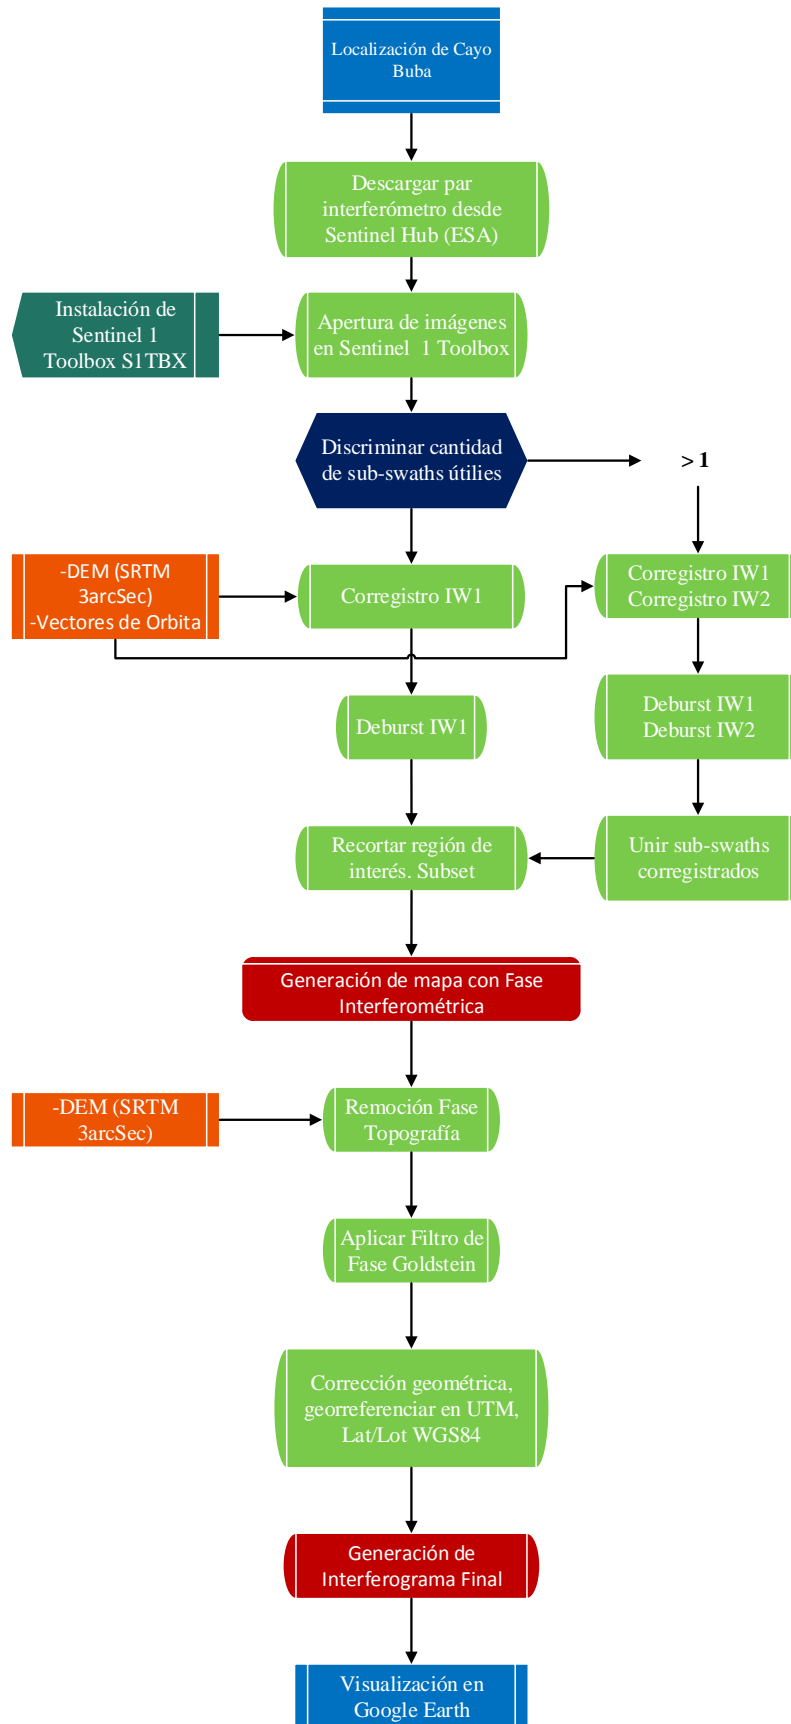 Localización de Cayo
Buba
Descargar par
interferómetro desde
Sentinel Hub (ESA)
Instalación de
Sentinel 1
Toolbox S1TBX
Apertura de imágenes
en Sentinel 1 Toolbox
Discriminar cantidad
de sub-swaths útilies
> 1
-DEM (SRTM
3arcSec)
-Vectores de Orbita
Corregistro IW1
Corregistro IW1
Corregistro IW2
Deburst IW1
Deburst IW1
Deburst IW2
Recortar región de
interés. Subset
Unir sub-swaths
corregistrados
Generación de mapa con Fase
Interferométrica
-DEM (SRTM
3arcSec)
Remoción Fase
Topografía
Aplicar Filtro de
Fase Goldstein
Corrección geométrica,
georreferenciar en UTM,
Lat/Lot WGS84
Generación de
Interferograma Final
Visualización en
Google Earth